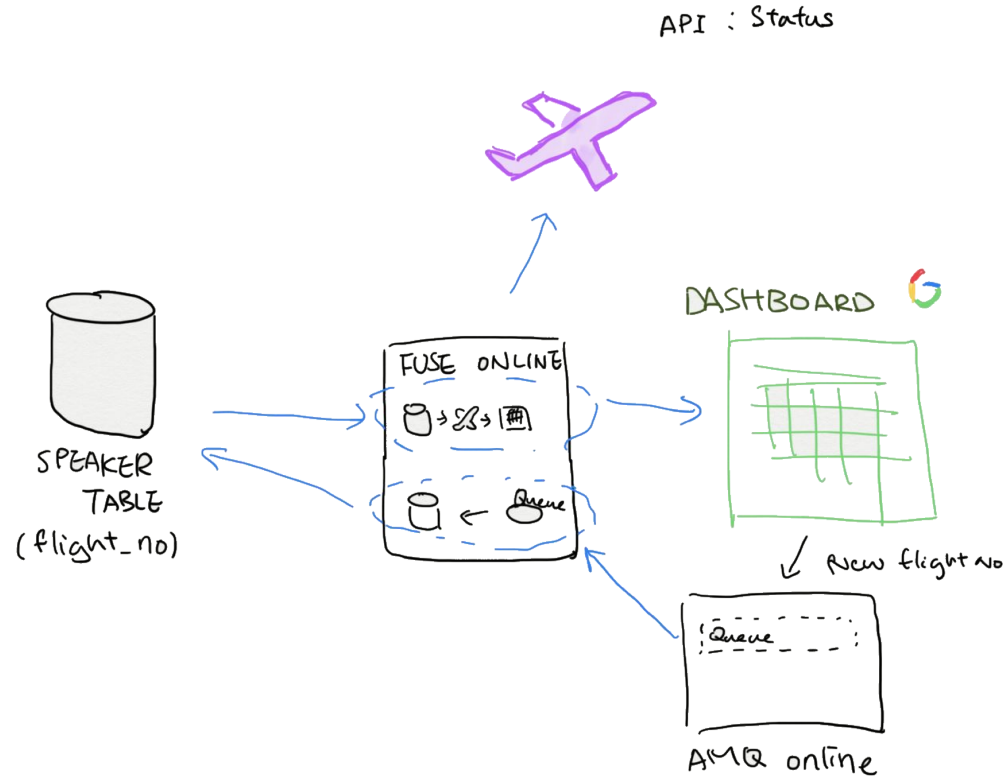 API : Status
DASHBOARD
FUSE ONLINE
SPEAKER
TABLE
(flight_no)
Queue
New flight no
Queue
AMQ online